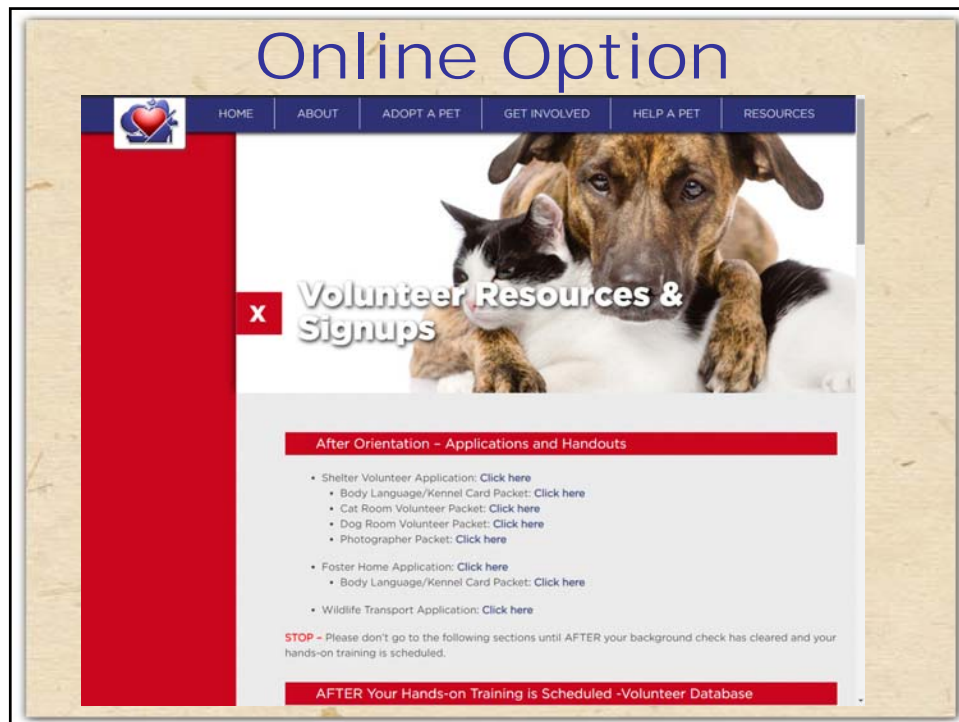 Online Option
HOME ABOUT ADOPT A PET GET INVOLVED HELP A PET RESOURCES
X
Volunteer Resources &
Signups
After Orientation – Applications and Handouts
• Shelter Volunteer Application: Click here
• Body Language/Kennel Card Packet: Click here
• Cat Room Volunteer Packet: Click here
• Dog Room Volunteer Packet: Click here
• Photographer Packet: Click here
• Foster Home Application: Click here
• Body Language/Kennel Card Packet: Click here
• Wildlife Transport Application: Click here
STOP – Please don't go to the following sections until AFTER your background check has cleared and your
hands-on training is scheduled.
AFTER Your Hands-on Training is Scheduled -Volunteer Database